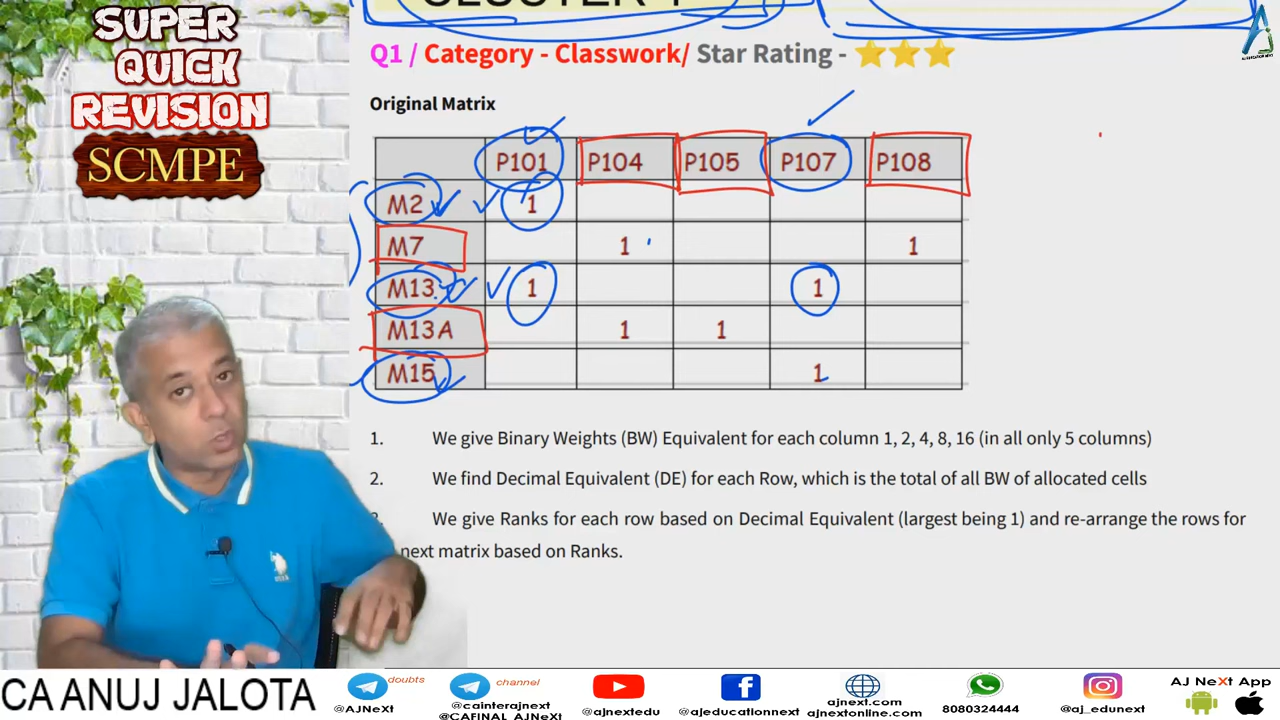 SUPER
QUICK
REVISION
SCMPE
Q1 / Category - Classwork/ Star Rating -
Original Matrix
P101 P104 P105 P107 P108
M2 1
M7 1 1
M13 1 1
M13A 1 1
M15 1
1. We give Binary Weights (BW) Equivalent for each column 1, 2, 4, 8, 16 (in all only 5 columns)
2. We find Decimal Equivalent (DE) for each Row, which is the total of all BW of allocated cells
We give Ranks for each row based on Decimal Equivalent (largest being 1) and re-arrange the rows for
next matrix based on Ranks.
CA ANUJ JALOTA
doubts
@AJNeXt
channel
@cainterajnext
@CAFINAL_AJNeXt
@ajnextedu
@ajeducationnext
ajnext.com
ajnextonline.com
8080324444
@aj_edunext
AJ NeXt App